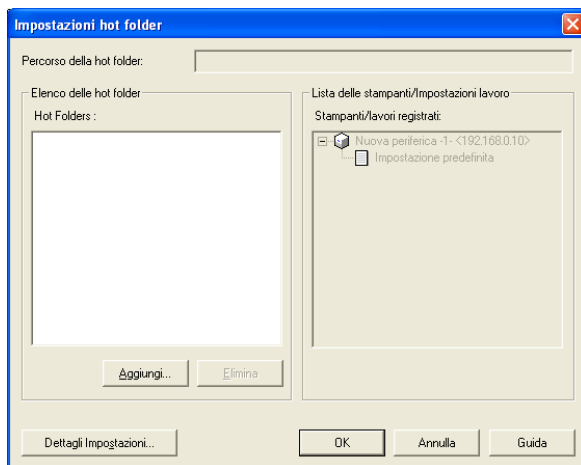 Impostazioni hot folder
Percorso della hot folder:
Elenco delle hot folder
Hot Folders :
Aggiungi...
Elimina
Lista delle stampanti/Impostazioni lavoro
Stampanti/lavori registrati:
Nuova periferica -1- <192.168.0.10>
Impostazione predefinita
Dettagli Impostazioni...
OK
Annulla
Guida